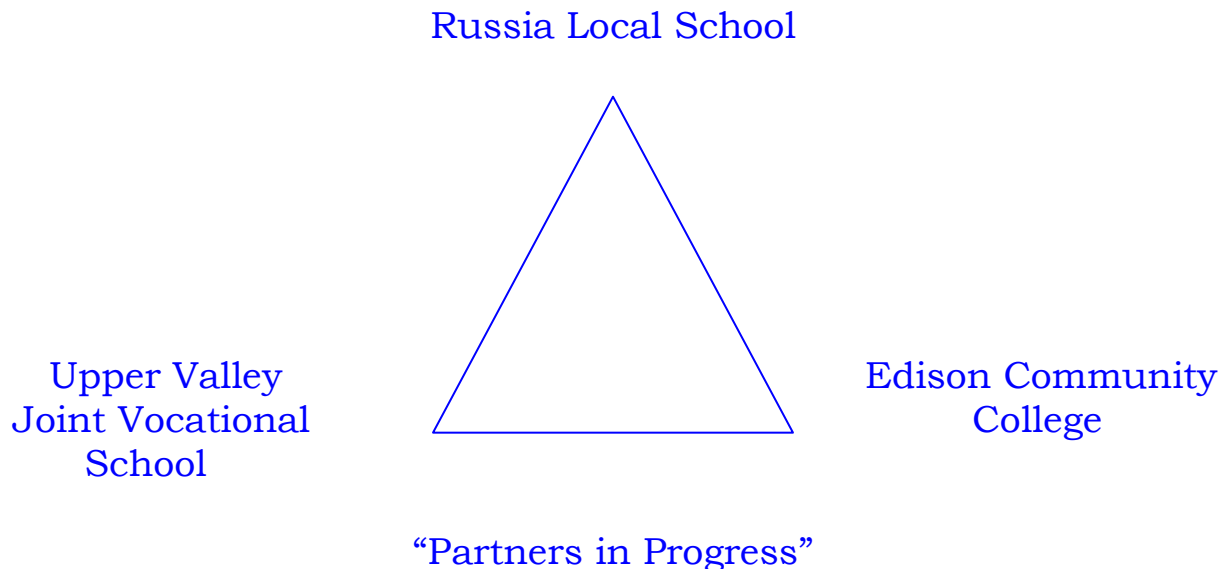 Russia Local School
Upper Valley
Joint Vocational
School
Edison Community
College
“Partners in Progress”